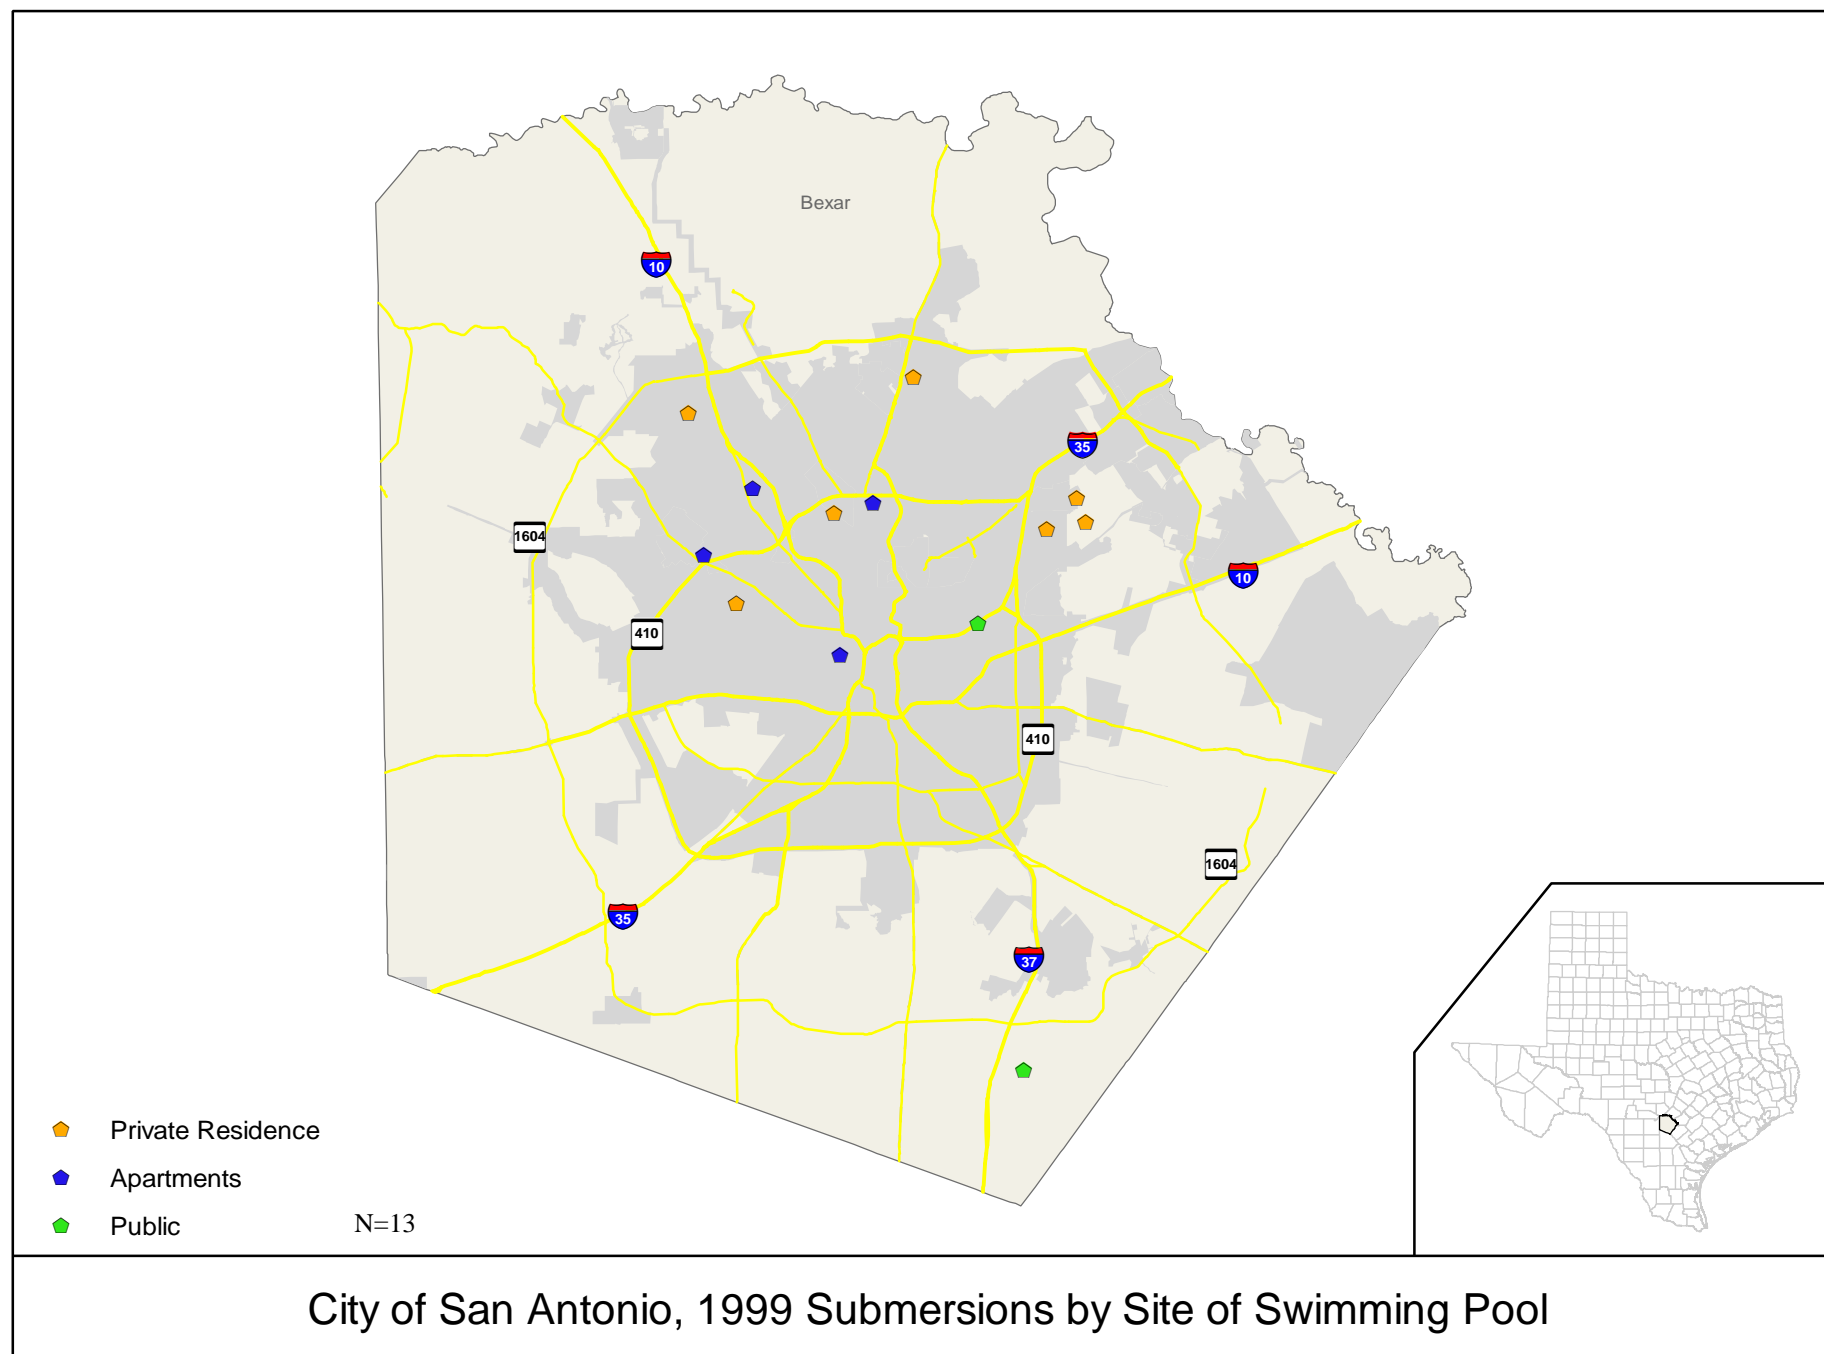 Bexar
10
35
1604
10
410
410
1604
35
37
Private Residence
Apartments
Public
N=13
City of San Antonio, 1999 Submersions by Site of Swimming Pool